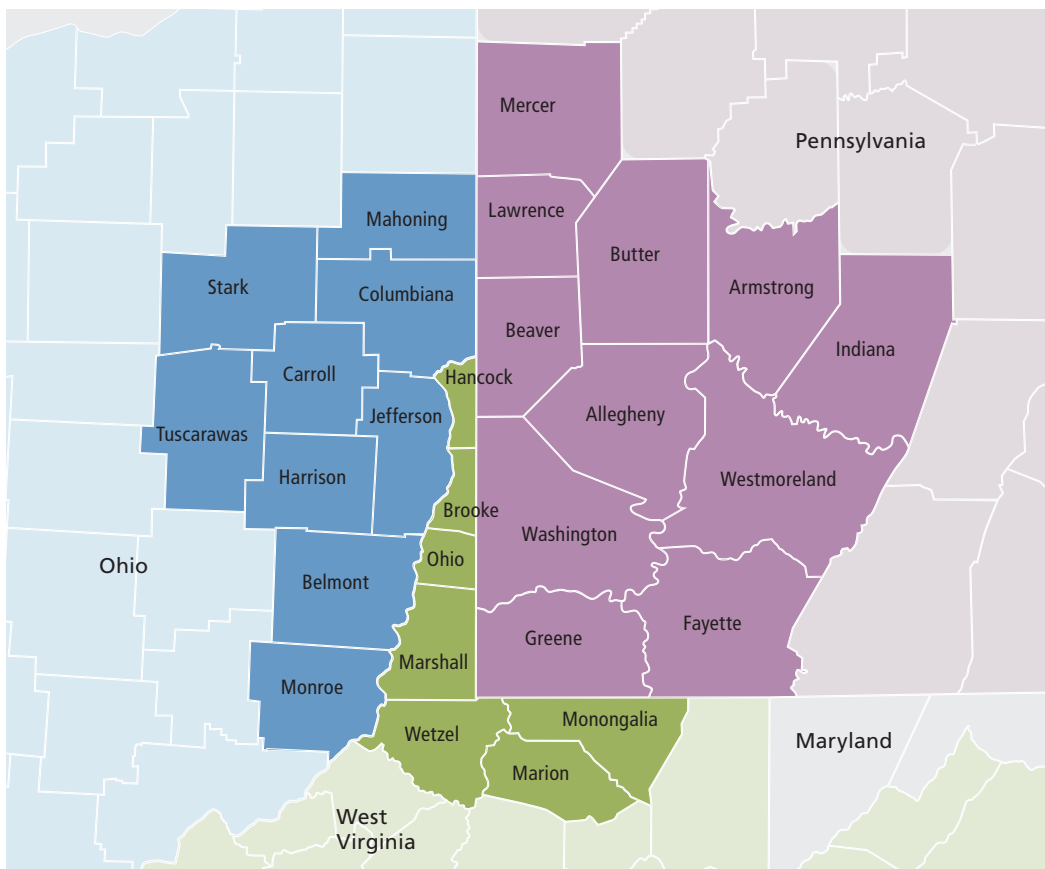 Mercer
Pennsylvania
Mahoning
Lawrence
Butter
Stark
Columbiana
Armstrong
Beaver
Indiana
Carroll
Hancock
Jefferson
Allegheny
Tuscarawas
Harrison
Westmoreland
Brooke
Washington
Ohio
Ohio
Belmont
Greene
Fayette
Marshall
Monroe
Wetzel
Monongalia
Maryland
Marion
West
Virginia